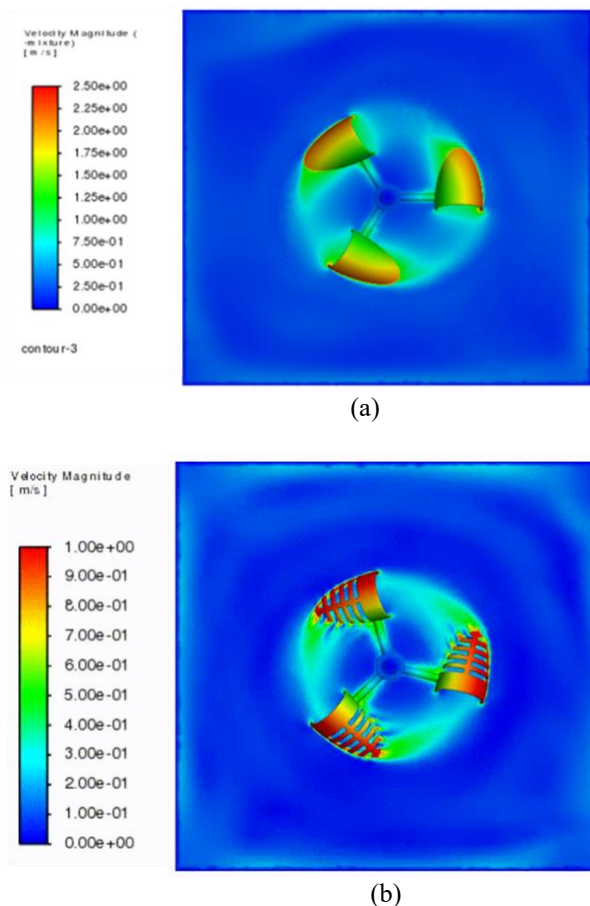 Velocity Magnitude (
-mixture)
[m/s]
2.50e+00
2.25e+00
2.00e+00
1.75e+00
1.50e+00
1.25e+00
1.00e+00
7.50e-01
5.00e-01
2.50e-01
0.00e+00
contour-3
(a)
Velocity Magnitude
[ m/s]
1.00e+00
9.00e-01
8.00e-01
7.00e-01
6.00e-01
5.00e-01
4.00e-01
3.00e-01
2.00e-01
1.00e-01
0.00e+00
(b)